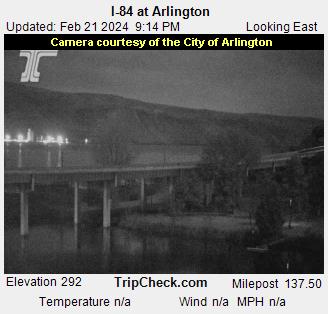 I-84 at Arlington
Updated: Feb 21 2024 9:14 PM Looking East
Camera courtesy of the City of Arlington
Elevation 292 TripCheck.com Milepost 137.50
Temperature n/a Wind n/a MPH n/a